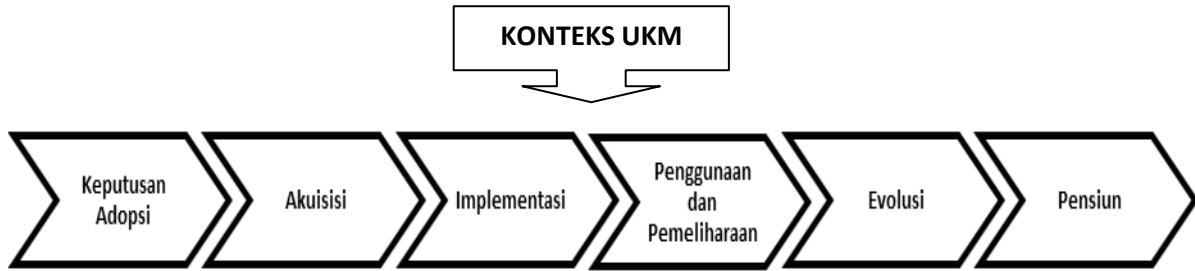 KONTEKS UKM
Keputusan
Adopsi
Akuisisi
Implementasi
Penggunaan
dan
Pemeliharaan
Evolusi
Pensiun